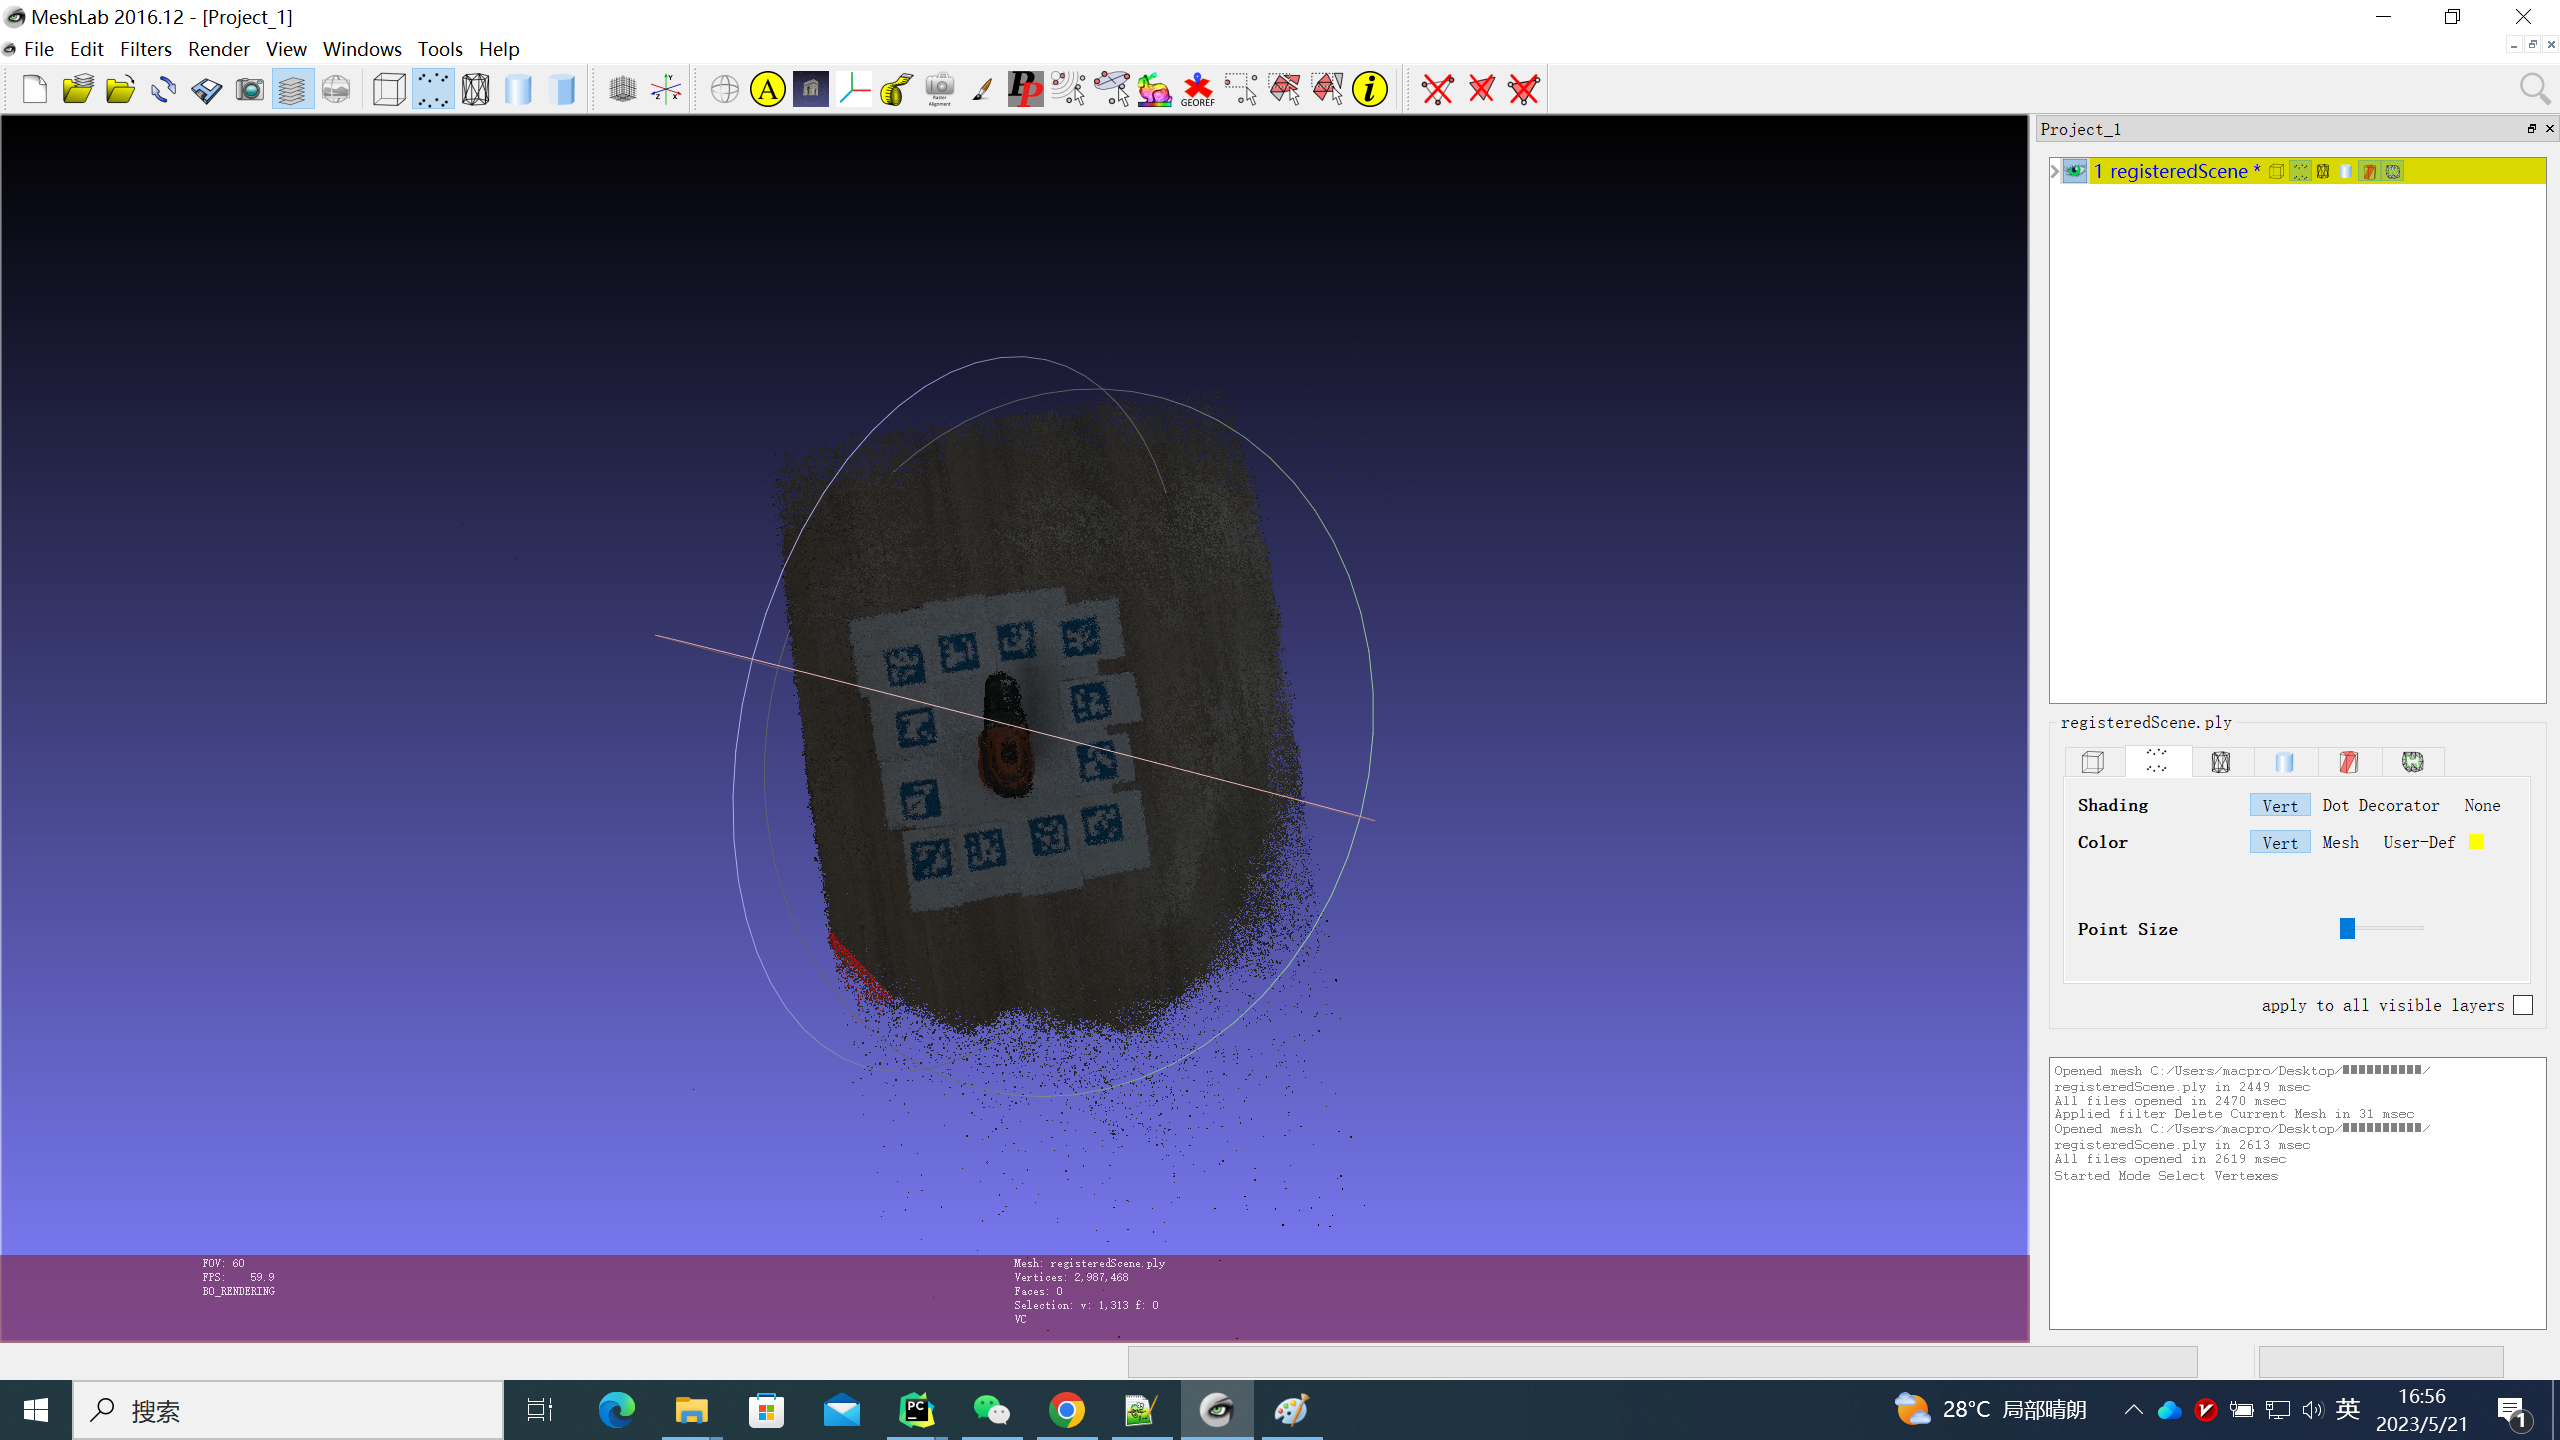 MeshLab 2016.12 - [Project_1]
File Edit Filters Render View Windows Tools Help
A
Pp
GEOREF
i
Project_1
1 registeredScene *
registeredScene.ply
Shading Vert Dot Decorator None
Color Vert Mesh User-Def
Point Size
apply to all visible layers
Opened mesh C:/Users/macpro/Desktop/██████████/
registeredScene.ply in 2449 msec
All files opened in 2470 msec
Applied filter Delete Current Mesh in 31 msec
Opened mesh C:/Users/macpro/Desktop/██████████/
registeredScene.ply in 2613 msec
All files opened in 2619 msec
Started Mode Select Vertexes
FOV: 60
FPS: 59.9
BO_RENDERING
Mesh: registeredScene.ply
Vertices: 2,987,468
Faces: 0
Selection: v: 1,313 f: 0
VC
搜索
PC
28°C 局部晴朗
英
16:56
2023/5/21
1